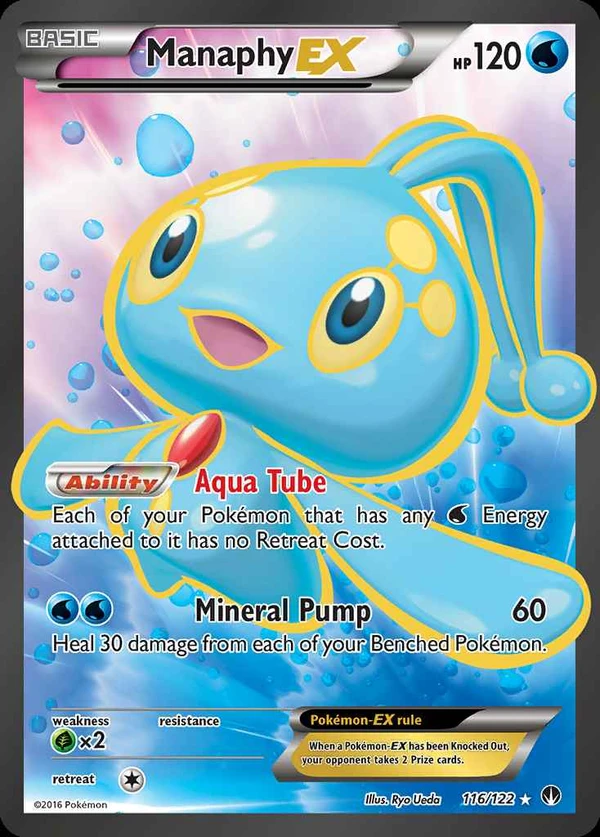 BASIC
Manaphy EX
HP 120
Ability Aqua Tube
Each of your Pokémon that has any Energy
attached to it has no Retreat Cost.
Mineral Pump 60
Heal 30 damage from each of your Benched Pokémon.
weakness resistance
×2
retreat
Pokémon-EX rule
When a Pokémon-EX has been Knocked Out,
your opponent takes 2 Prize cards.
©2016 Pokémon
Illus. Ryo Ueda 116/122